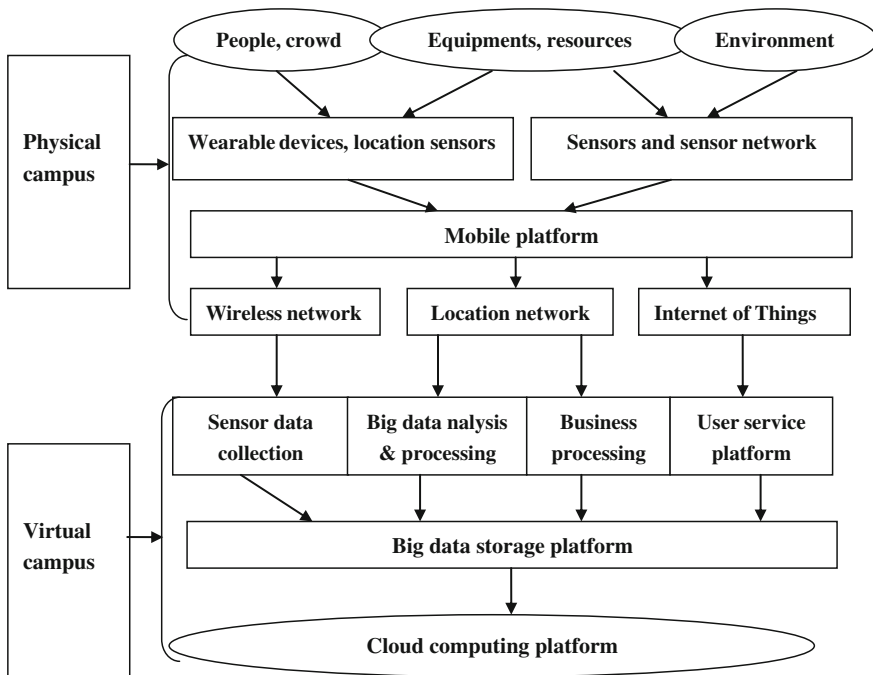 People, crowd
Equipments, resources
Environment
Physical
campus
Wearable devices, location sensors
Sensors and sensor network
Mobile platform
Wireless network
Location network
Internet of Things
Sensor data
collection
Big data nalysis
& processing
Business
processing
User service
platform
Virtual
campus
Big data storage platform
Cloud computing platform